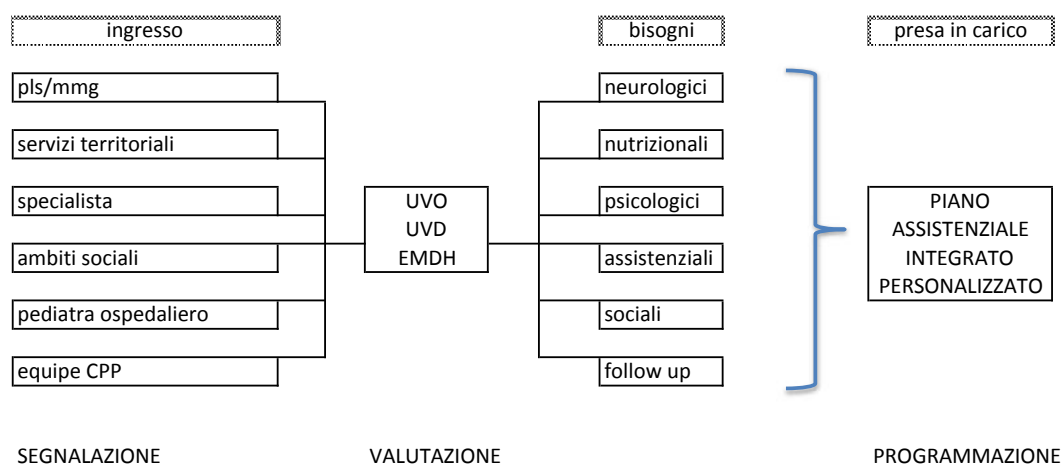 ingresso
bisogni
presa in carico
pls/mmg
neurologici
servizi territoriali
nutrizionali
specialista
UVO
psicologici
PIANO
UVD
ASSISTENZIALE
ambiti sociali
EMDH
assistenziali
INTEGRATO
PERSONALIZZATO
pediatra ospedaliero
sociali
equipe CPP
follow up
SEGNALAZIONE
VALUTAZIONE
PROGRAMMAZIONE